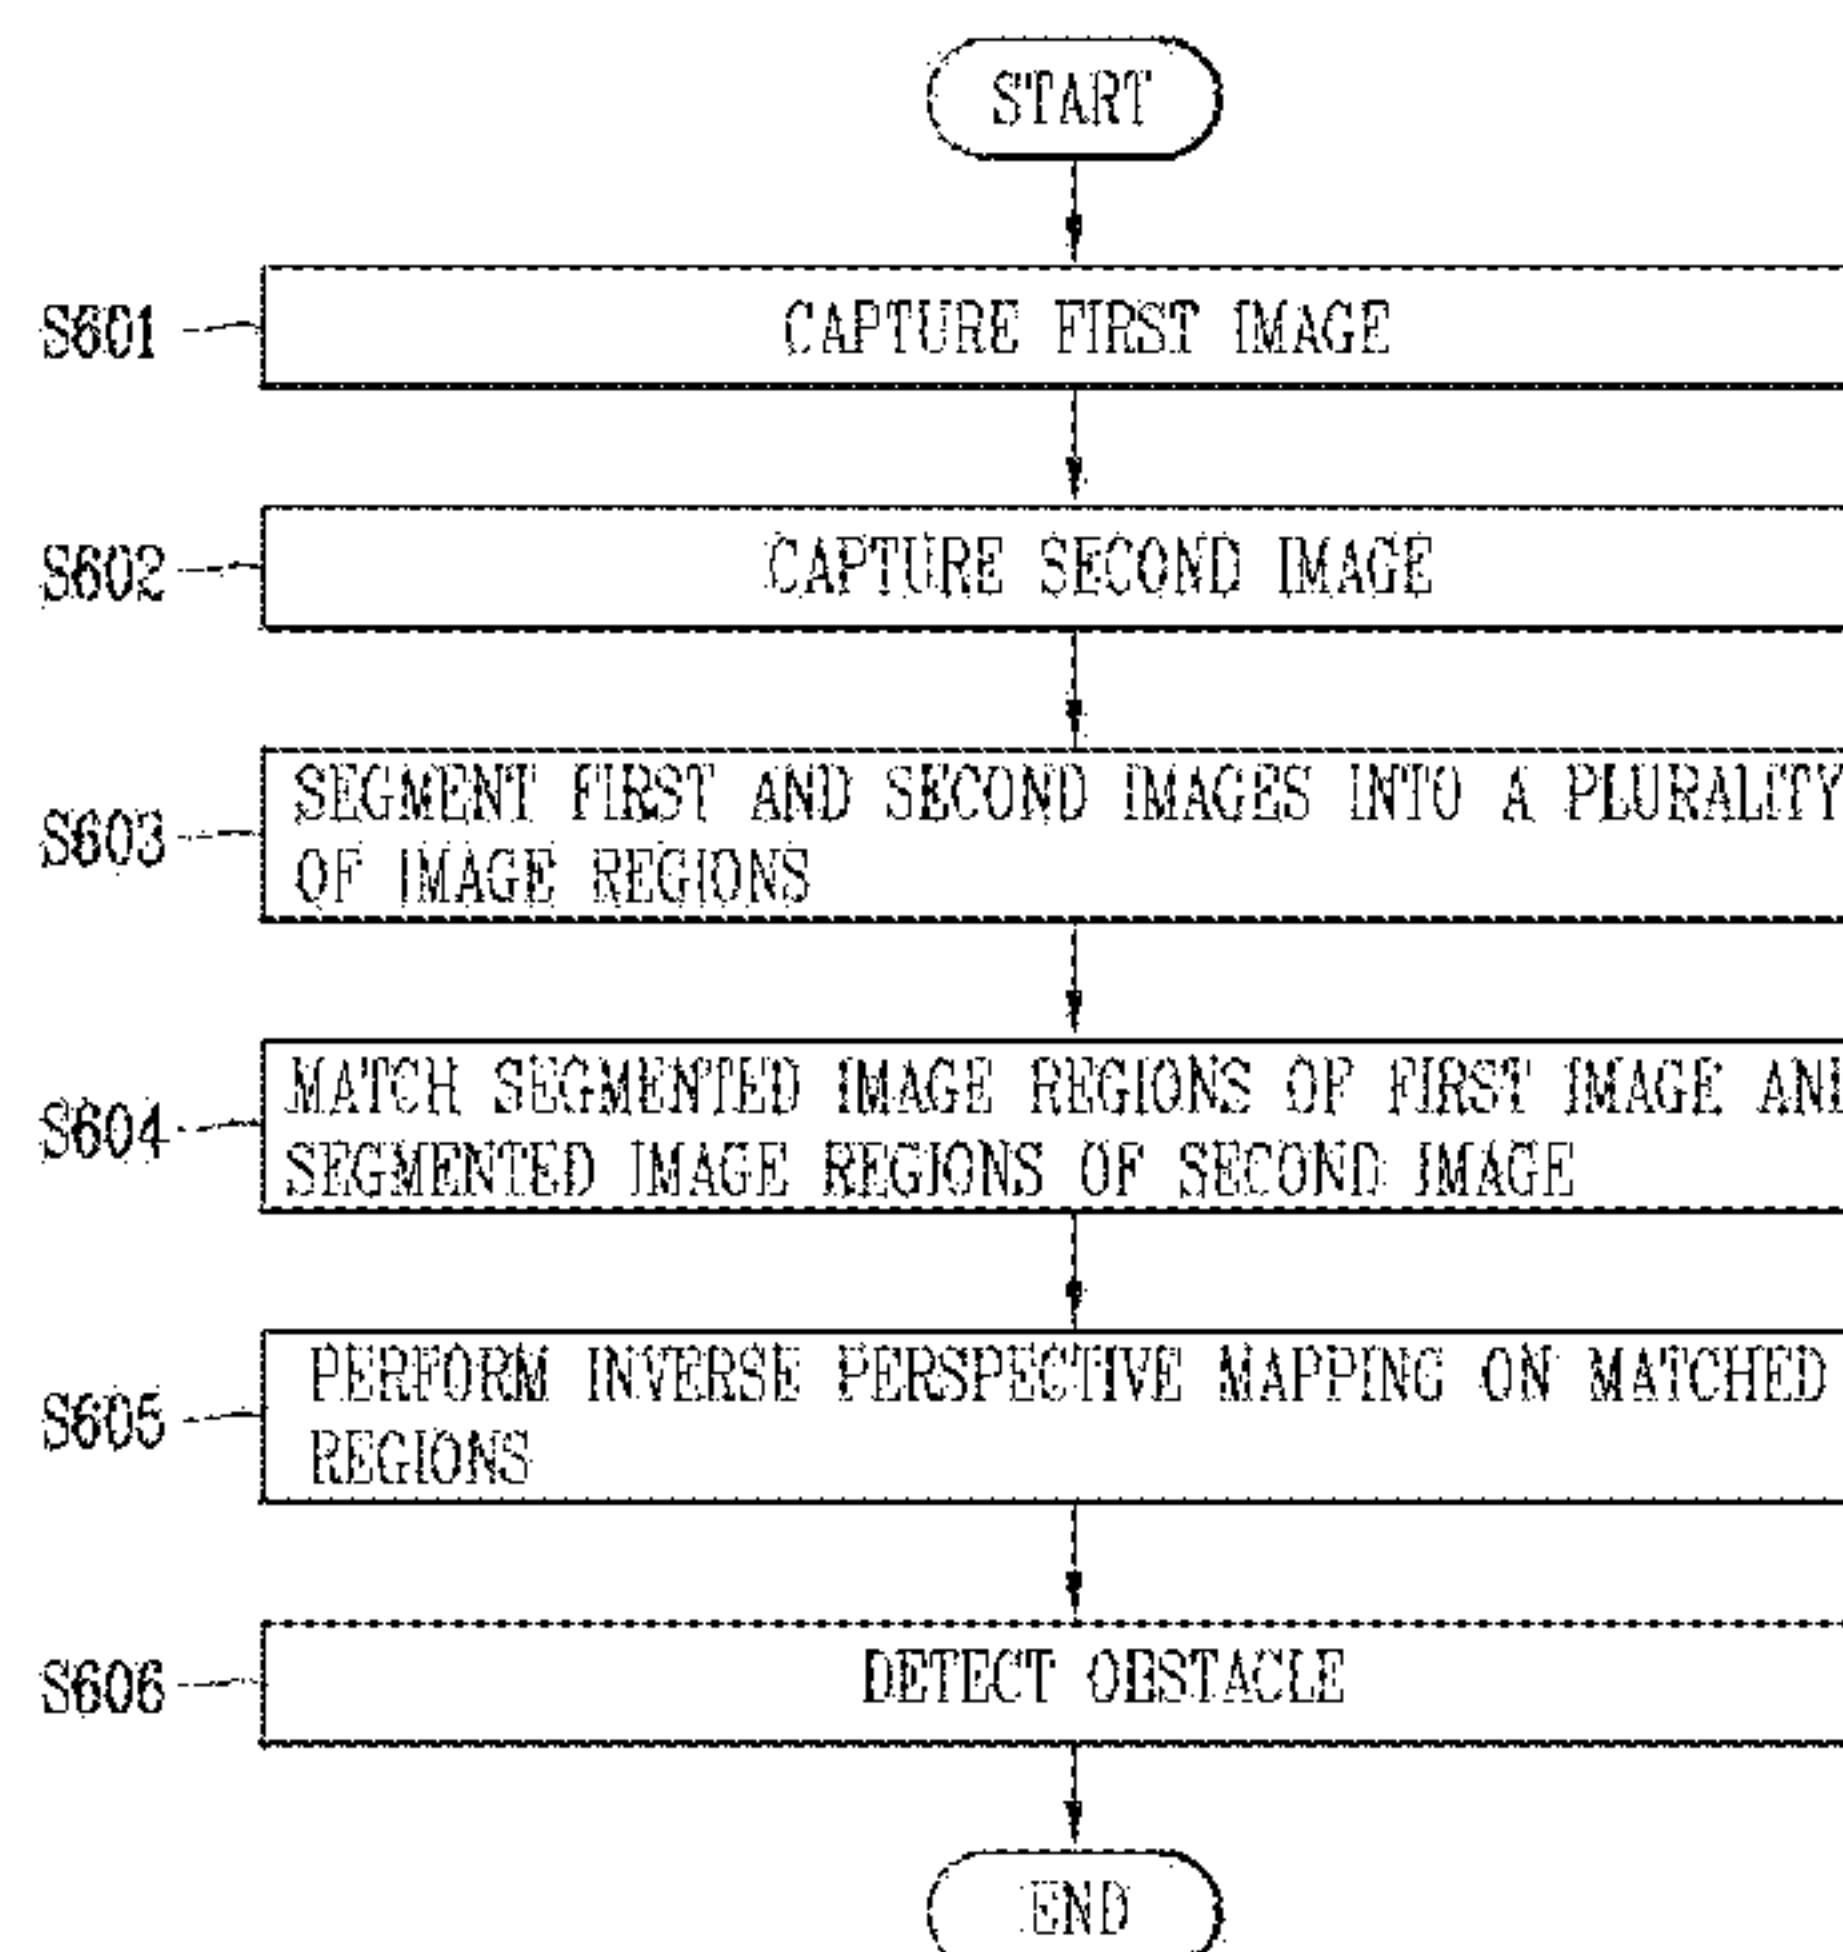 START
S601
CAPTURE FIRST IMAGE
S602
CAPTURE SECOND IMAGE
S603
SEGMENT FIRST AND SECOND IMAGES INTO A PLURALITY
OF IMAGE REGIONS
S604
MATCH SEGMENTED IMAGE REGIONS OF FIRST IMAGE
SEGMENTED IMAGE REGIONS OF SECOND IMAGE
S605
PERFORM INVERSE PERSPECTIVE MAPPING ON MATCHED
REGIONS
S606
DETECT OBSTACLE
END